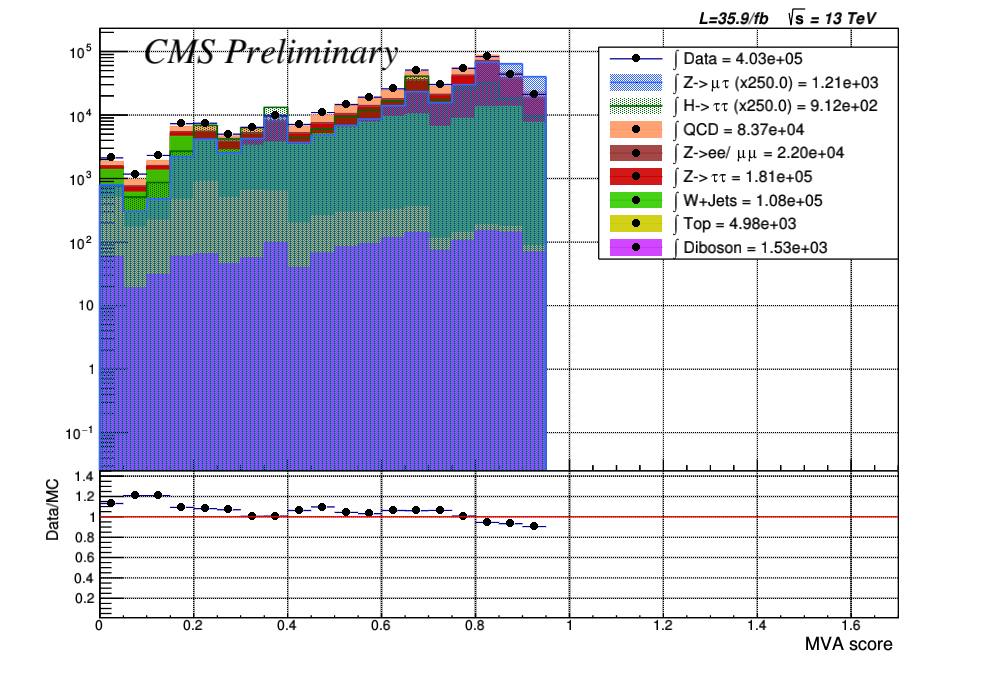 L=35.9/fb √s = 13 TeV
CMS Preliminary
∫ Data = 4.03e+05
∫ Z->μτ (x250.0) = 1.21e+03
∫ H->ττ (x250.0) = 9.12e+02
∫ QCD = 8.37e+04
∫ Z->ee/ μμ = 2.20e+04
∫ Z->ττ = 1.81e+05
∫ W+Jets = 1.08e+05
∫ Top = 4.98e+03
∫ Diboson = 1.53e+03
10⁵
10⁴
10³
10²
10
1
10⁻¹
Data/MC
1.4
1.2
1
0.8
0.6
0.4
0.2
0 0.2 0.4 0.6 0.8 1 1.2 1.4 1.6
MVA score